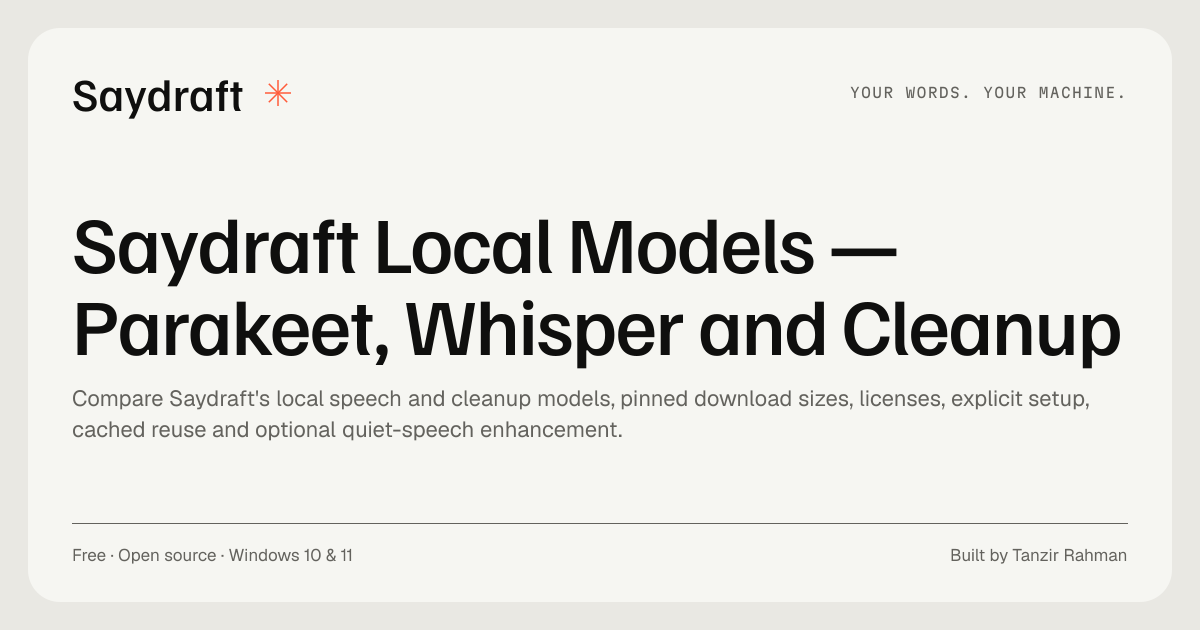 Saydraft
YOUR WORDS. YOUR MACHINE.
Saydraft Local Models —
Parakeet, Whisper and Cleanup
Compare Saydraft's local speech and cleanup models, pinned download sizes, licenses, explicit setup,
cached reuse and optional quiet-speech enhancement.
Free · Open source · Windows 10 & 11
Built by Tanzir Rahman